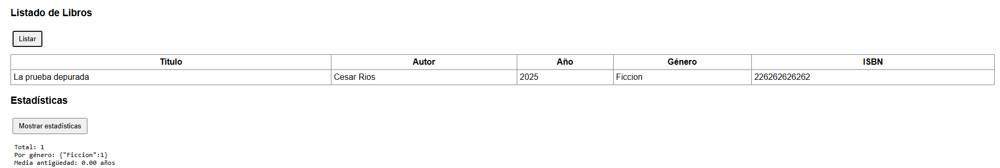 Listado de Libros
Listar
Título Autor Año Género ISBN
La prueba depurada Cesar Rios 2025 Ficcion 226262626262
Estadísticas
Mostrar estadísticas
Total: 1
Por género: {"Ficcion":1}
Media antigüedad: 0.00 años